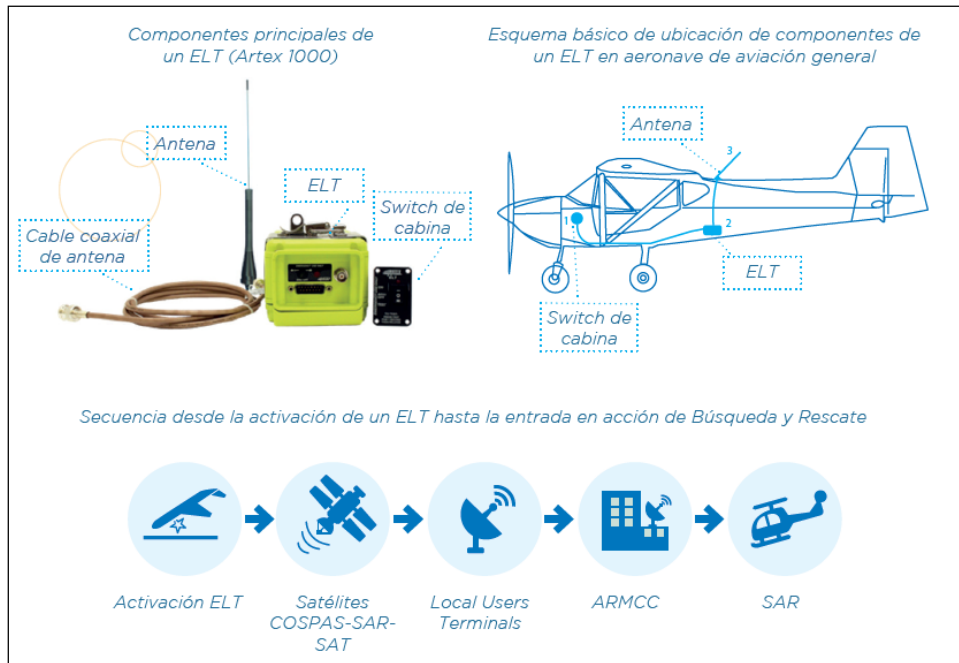 Componentes principales de
un ELT (Artex 1000)
Esquema básico de ubicación de componentes de
un ELT en aeronave de aviación general
Antena
ELT
Switch de
cabina
Cable coaxial
de antena
Antena
3
1
2
ELT
Switch de
cabina
Secuencia desde la activación de un ELT hasta la entrada en acción de Búsqueda y Rescate
Activación ELT
Satélites
COSPAS-SAR-
SAT
Local Users
Terminals
ARMCC
SAR